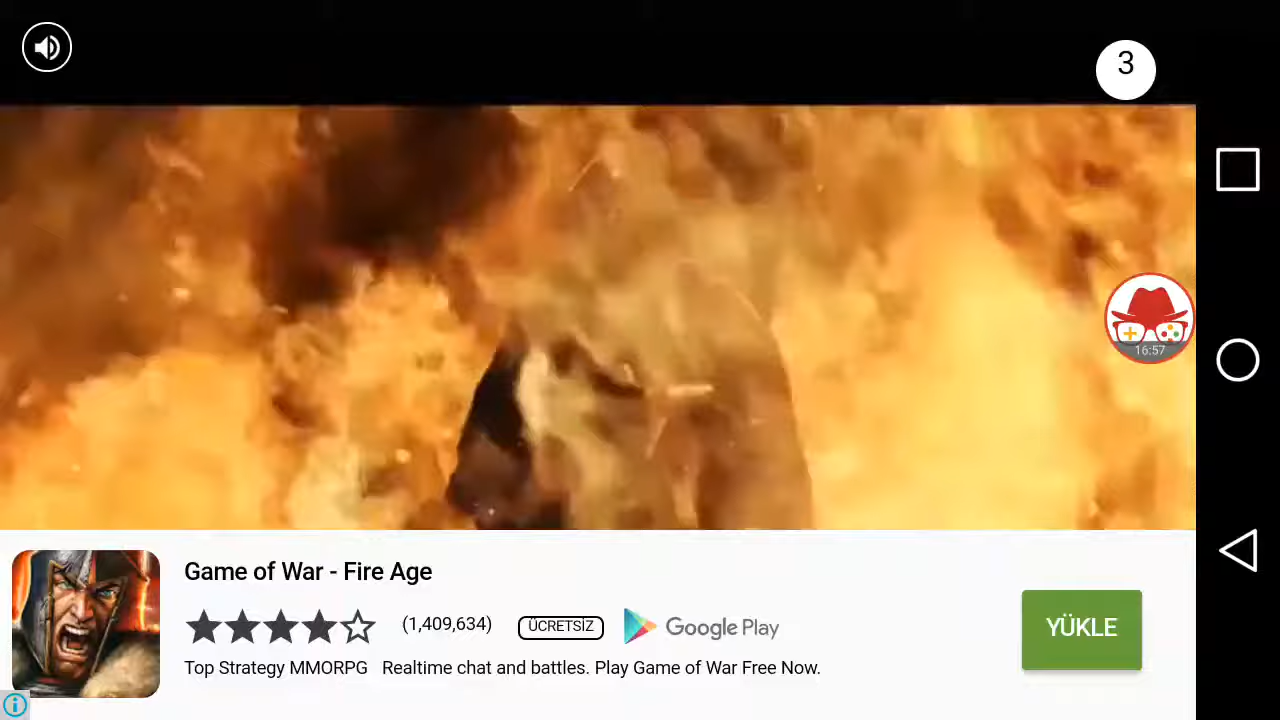 3
16:57
Game of War - Fire Age
(1,409,634) ÜCRETSİZ Google Play
Top Strategy MMORPG Realtime chat and battles. Play Game of War Free Now.
YÜKLE